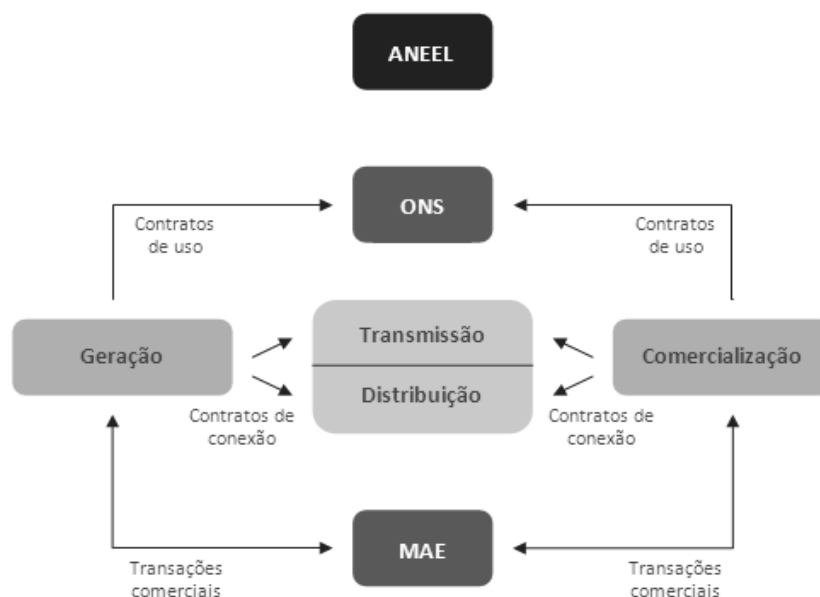 ANEEL
ONS
Contratos
de uso
Contratos
de uso
Geração
Transmissão
Distribuição
Comercialização
Contratos de
conexão
Contratos de
conexão
MAE
Transações
comerciais
Transações
comerciais